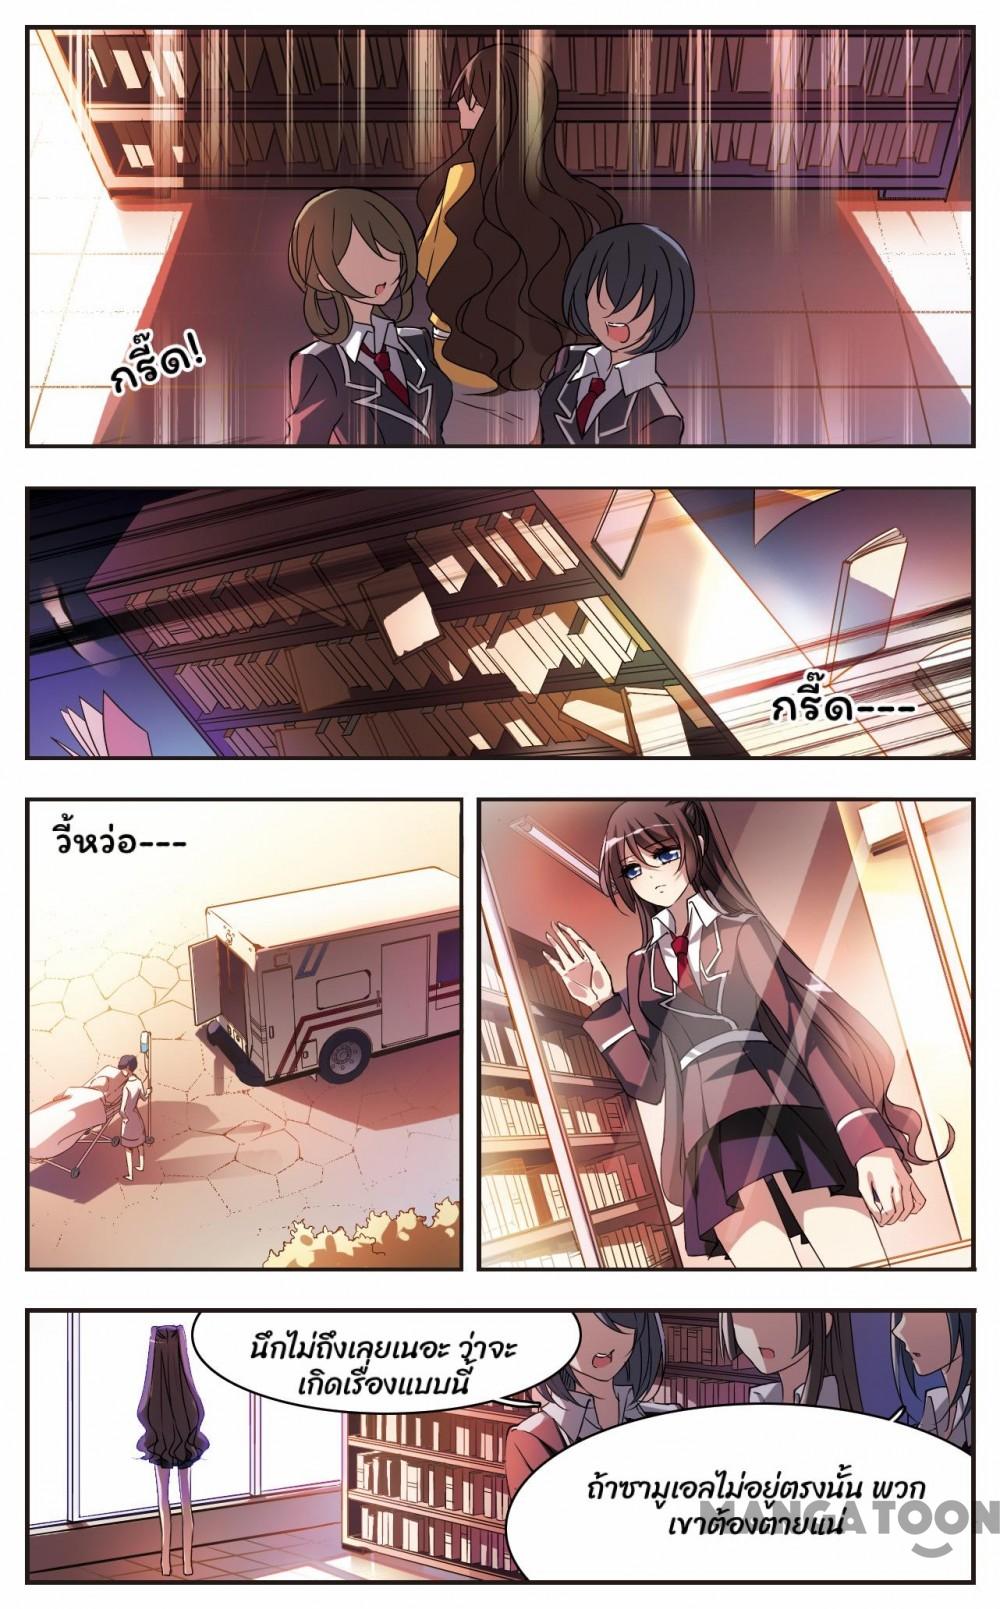 กรี๊ด!
กรี๊ด---
วี้หว่อ---
นึกไม่ถึงเลยเนอะ ว่าจะ
เกิดเรื่องแบบนี้
ถ้าซามูเอลไม่อยู่ตรงนั้น พวก
เขาต้องตายแน่
MANGATOON